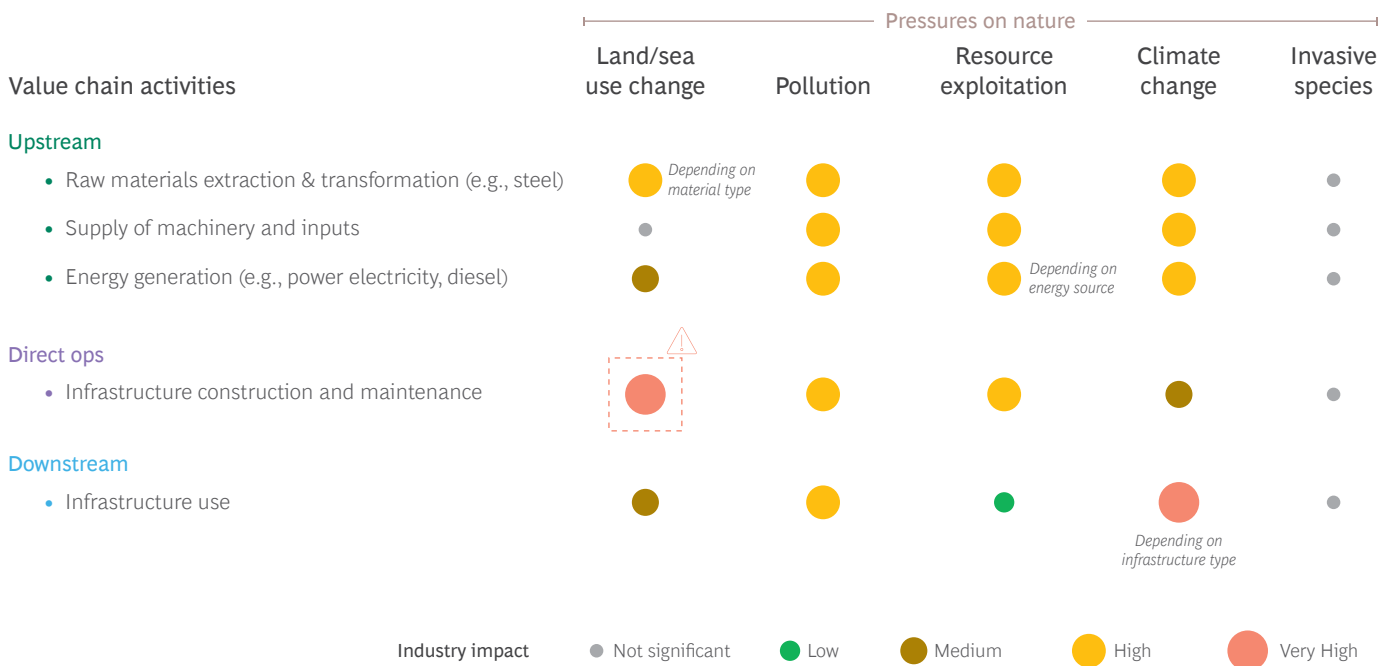 Pressures on nature
Value chain activities
Land/sea
use change
Pollution
Resource
exploitation
Climate
change
Invasive
species
Upstream
• Raw materials extraction & transformation (e.g., steel)
Depending on
material type
• Supply of machinery and inputs
• Energy generation (e.g., power electricity, diesel)
Depending on
energy source
Direct ops
• Infrastructure construction and maintenance
Downstream
• Infrastructure use
Depending on
infrastructure type
Industry impact
Not significant
Low
Medium
High
Very High